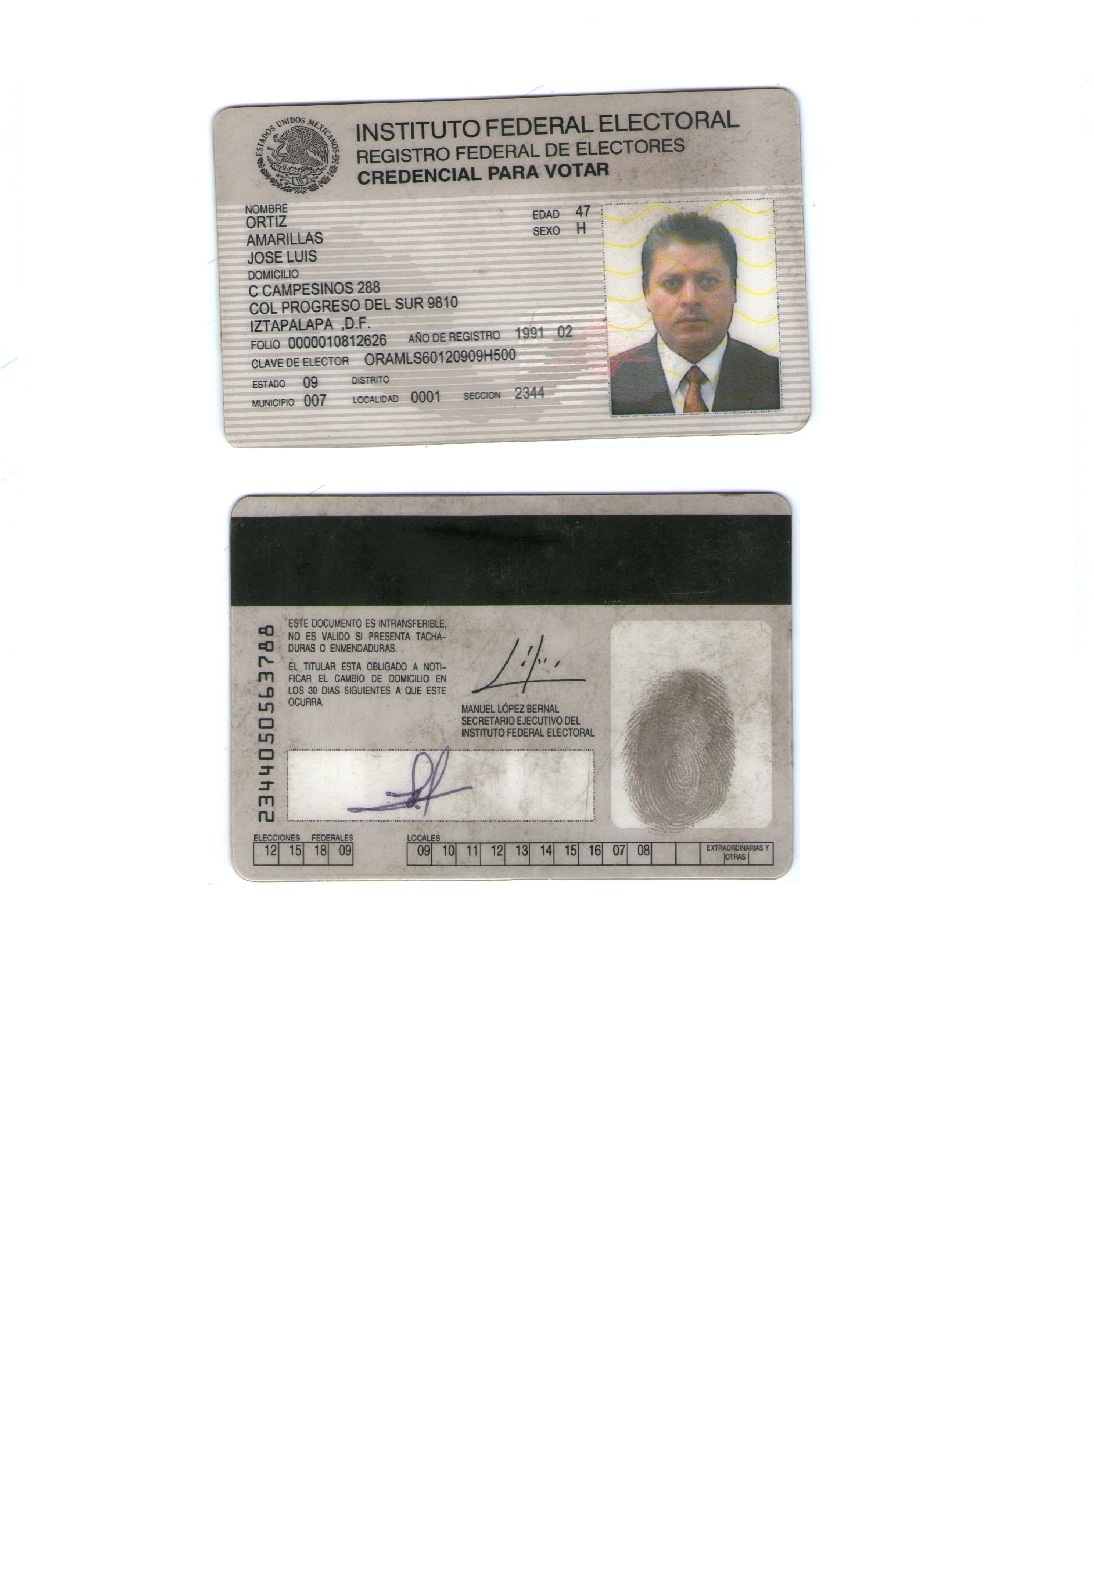 ESTADOS UNIDOS MEXICANOS
INSTITUTO FEDERAL ELECTORAL
REGISTRO FEDERAL DE ELECTORES
CREDENCIAL PARA VOTAR
NOMBRE
ORTIZ
AMARILLAS
JOSE LUIS
EDAD 47
SEXO H
DOMICILIO
C CAMPESINOS 288
COL PROGRESO DEL SUR 9810
IZTAPALAPA ,D.F.
FOLIO 0000010812626 AÑO DE REGISTRO 1991 02
CLAVE DE ELECTOR ORAMLS60120909H500
ESTADO 09 DISTRITO
MUNICIPIO 007 LOCALIDAD 0001 SECCION 2344
2344050563788
ESTE DOCUMENTO ES INTRANSFERIBLE,
NO ES VALIDO SI PRESENTA TACHA-
DURAS O ENMENDADURAS.
EL TITULAR ESTA OBLIGADO A NOTI-
FICAR EL CAMBIO DE DOMICILIO EN
LOS 30 DIAS SIGUIENTES A QUE ESTE
OCURRA
MANUEL LÓPEZ BERNAL
SECRETARIO EJECUTIVO DEL
INSTITUTO FEDERAL ELECTORAL
ELECCIONES FEDERALES LOCALES
12 15 18 09 09 10 11 12 13 14 15 16 07 08 EXTRAORDINARIAS Y
OTRAS